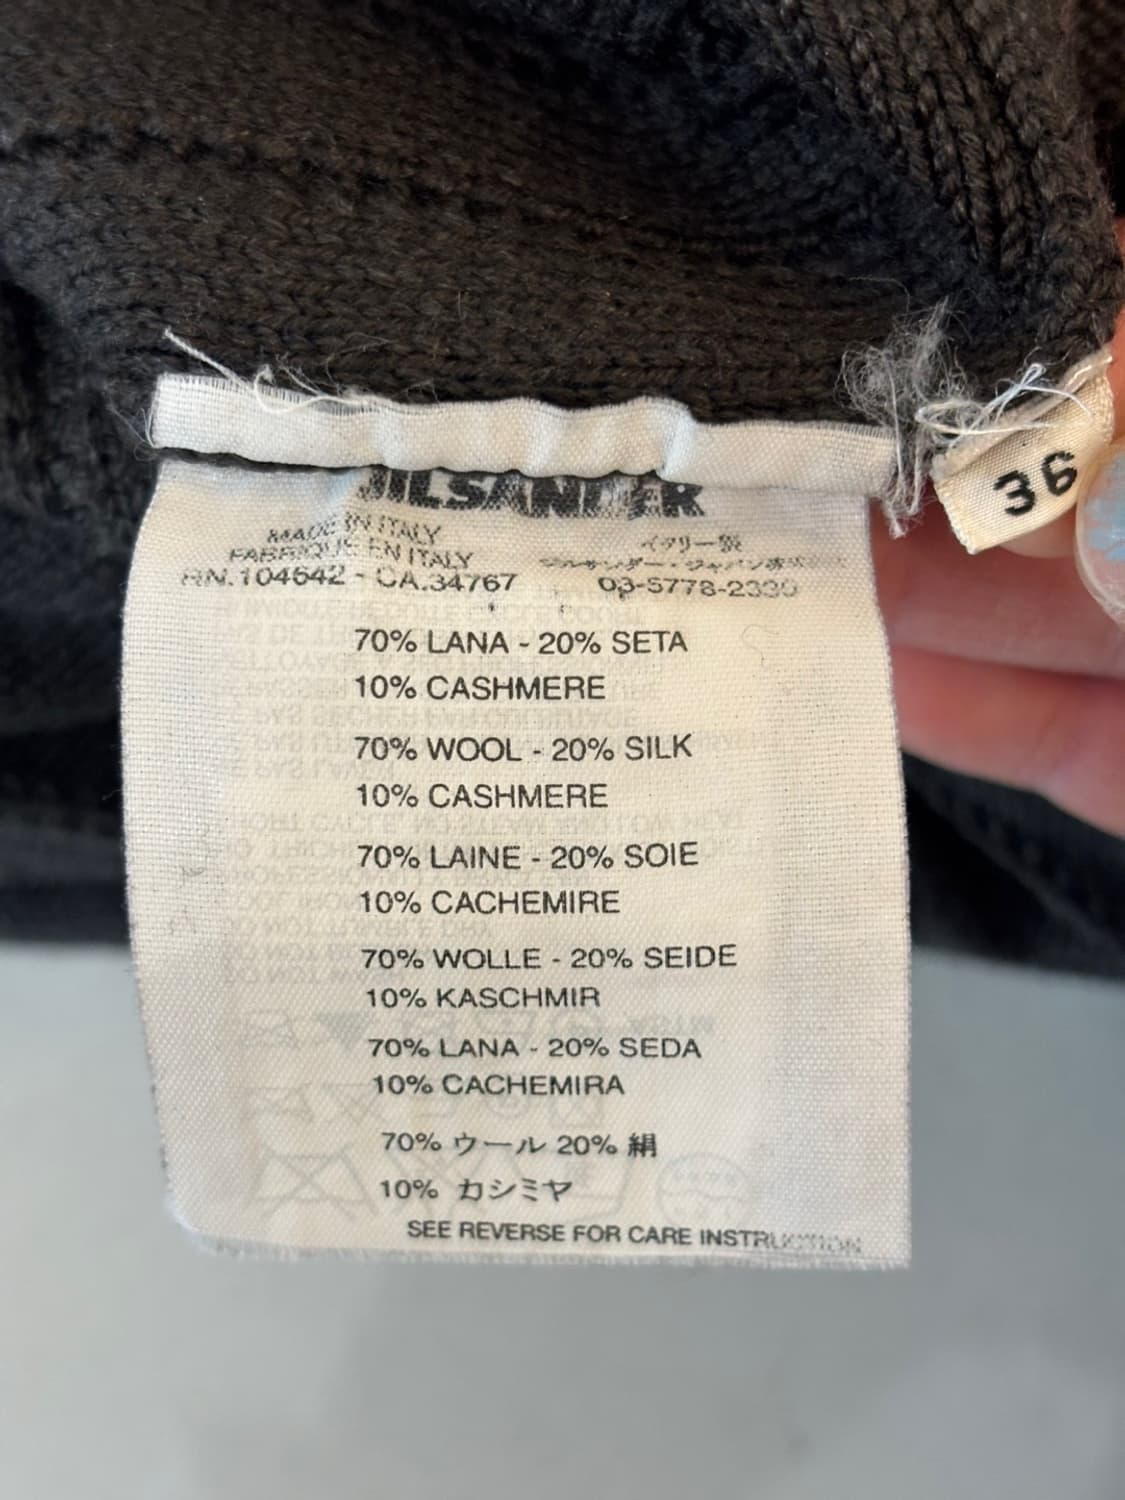 JIL SANDER
36
MADE IN ITALY
FABRIQUE EN ITALY
RN.104642 - CA.34767
イタリー製
03-5778-2330
70% LANA - 20% SETA
10% CASHMERE
70% WOOL - 20% SILK
10% CASHMERE
70% LAINE - 20% SOIE
10% CACHEMIRE
70% WOLLE - 20% SEIDE
10% KASCHMIR
70% LANA - 20% SEDA
10% CACHEMIRA
70% ウール 20% 絹
10% カシミヤ
SEE REVERSE FOR CARE INSTRUCTION